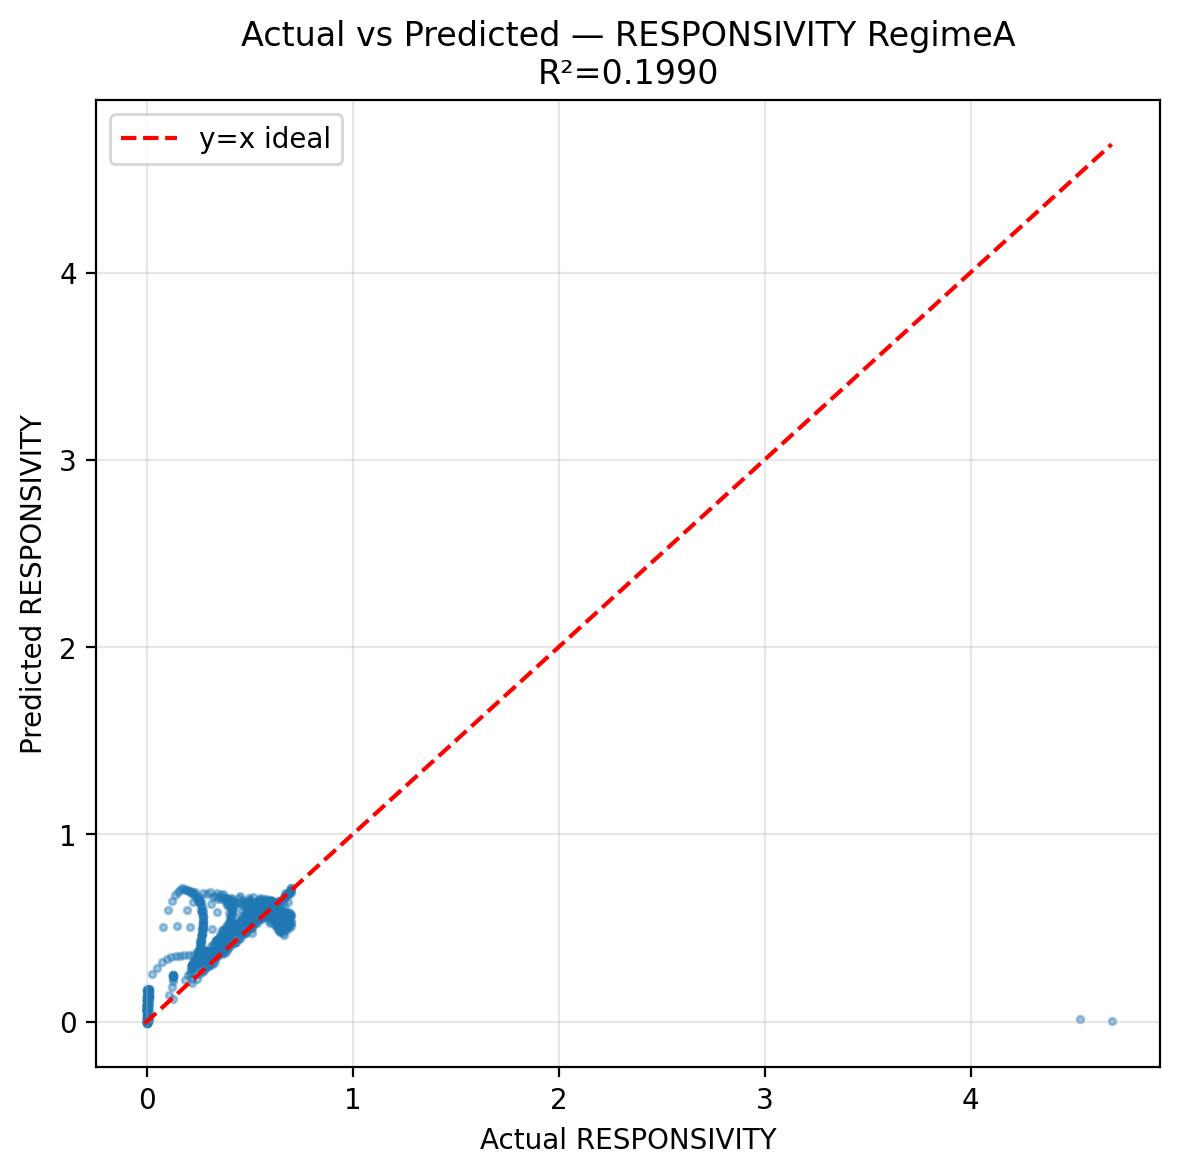 Actual vs Predicted — RESPONSIVITY RegimeA
R²=0.1990
y=x ideal
Predicted RESPONSIVITY
4
3
2
1
0
0 1 2 3 4
Actual RESPONSIVITY